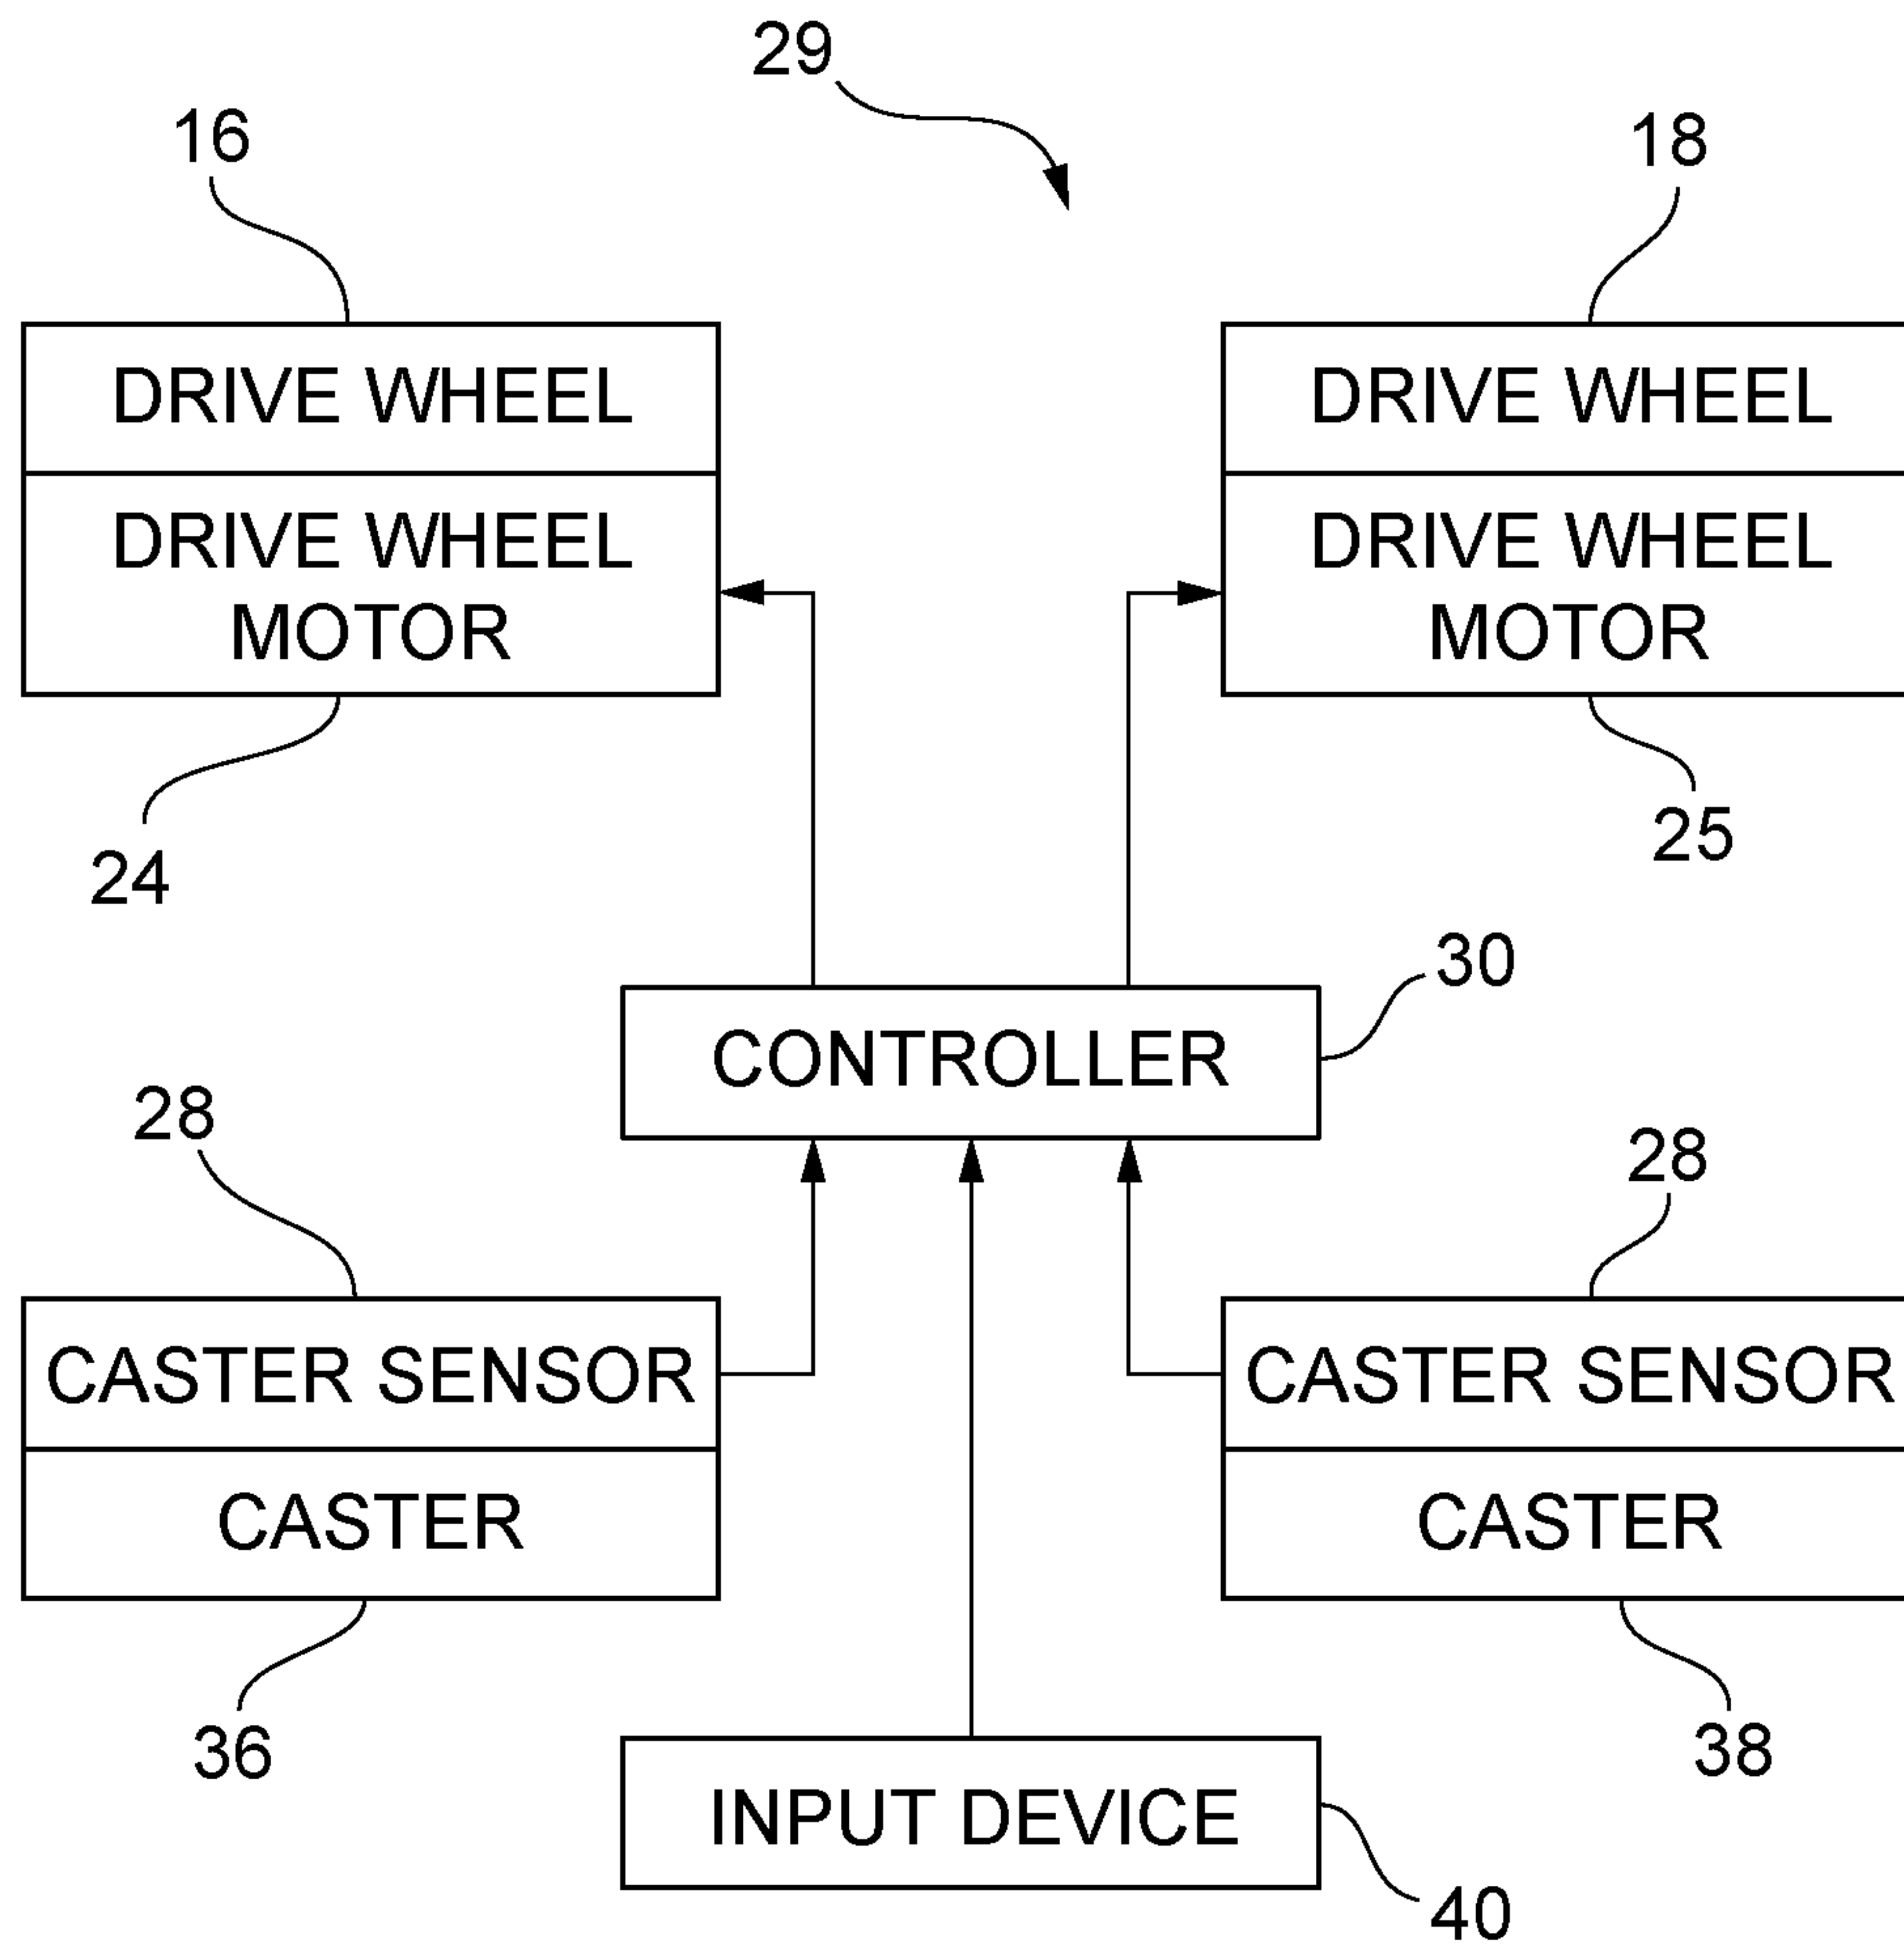 29
16
18
DRIVE WHEEL
DRIVE WHEEL
DRIVE WHEEL
MOTOR
DRIVE WHEEL
MOTOR
24
25
30
CONTROLLER
28
28
CASTER SENSOR
CASTER SENSOR
CASTER
CASTER
36
38
INPUT DEVICE
40